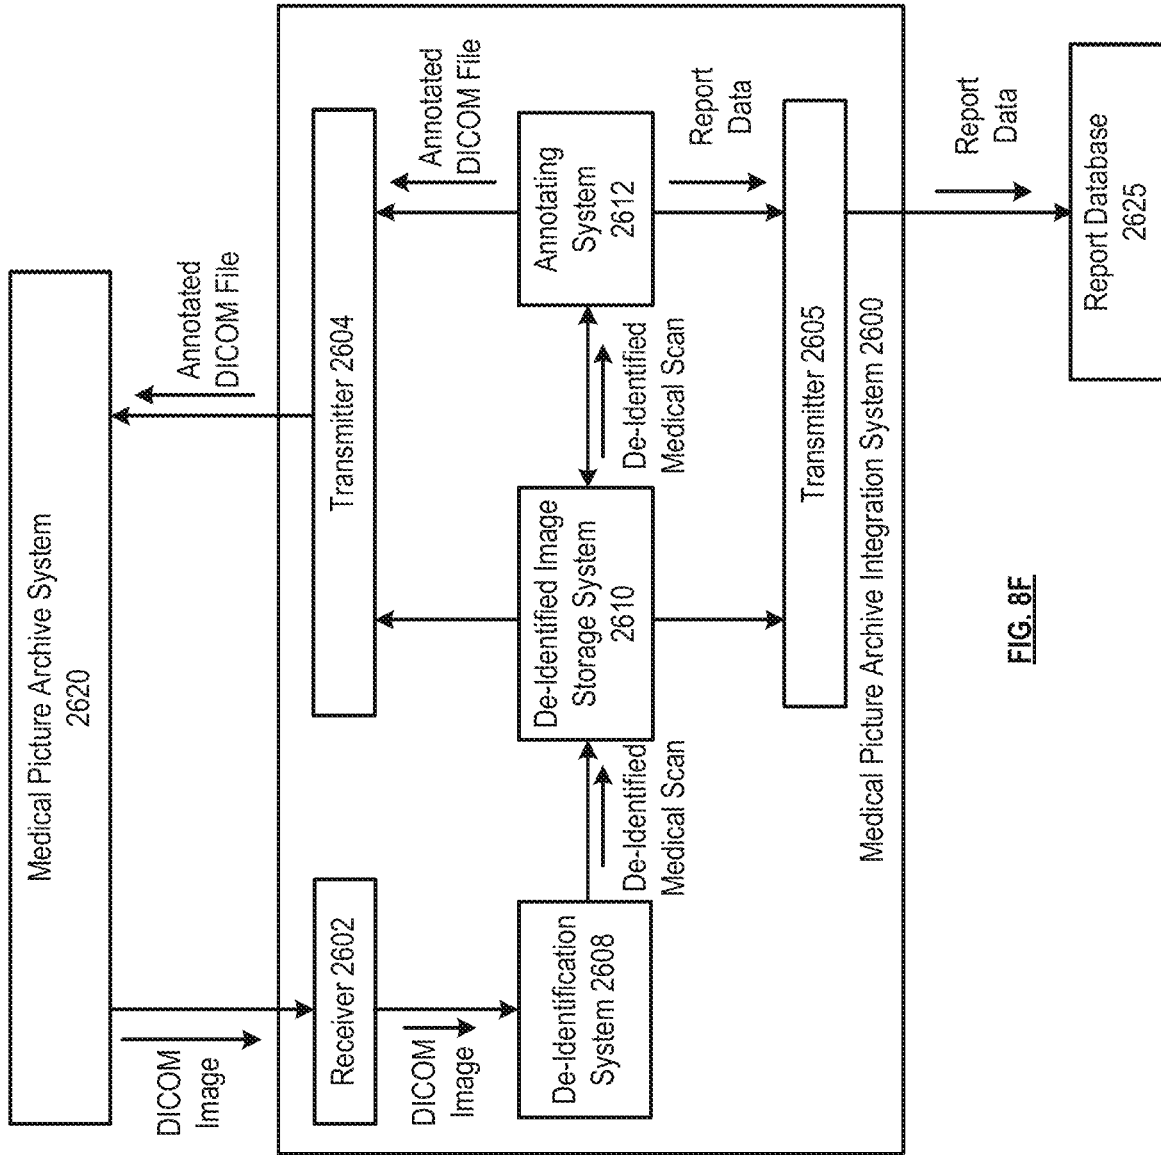 Medical Picture Archive System
2620
DICOM
Image
Annotated
DICOM File
Receiver 2602
Transmitter 2604
DICOM
Image
Annotated
DICOM File
De-Identification
System 2608
De-Identified Image
Storage System
2610
Annotating
System
2612
De-Identified
Medical Scan
De-Identified
Medical Scan
Report
Data
Transmitter 2605
Medical Picture Archive Integration System 2600
Report
Data
Report Database
2625
FIG. 8F